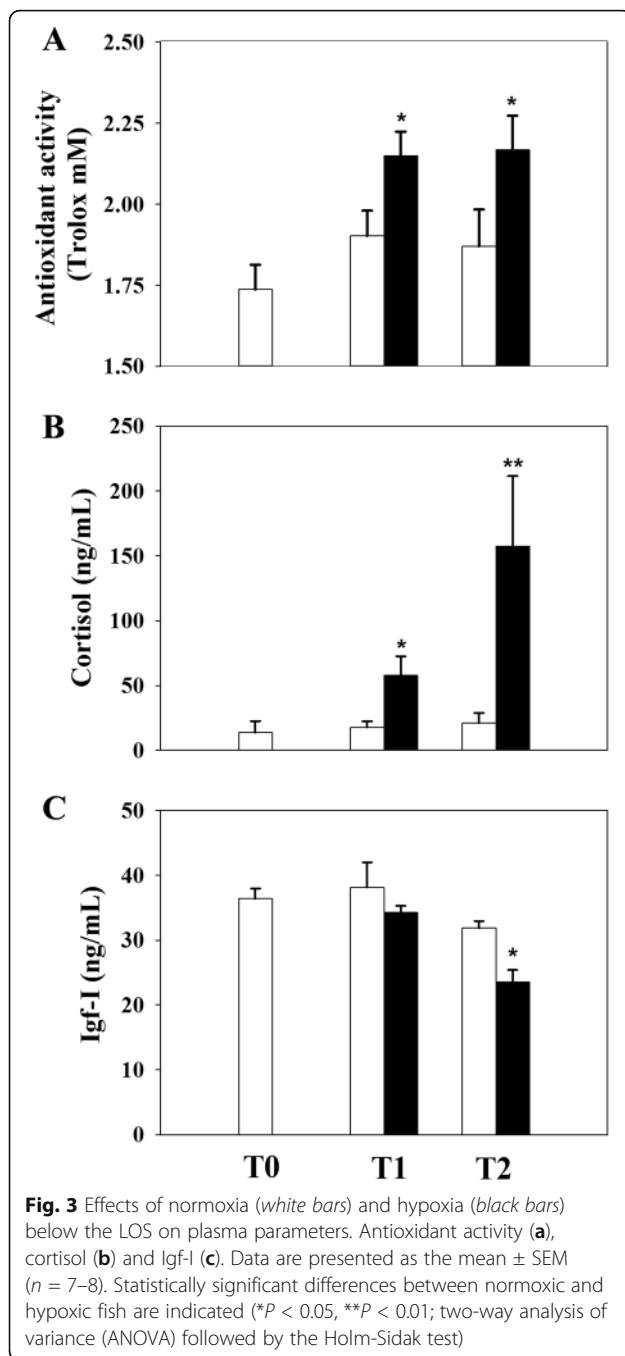 A
2.50
2.25
2.00
1.75
1.50
Antioxidant activity
(Trolox mM)
*
*
B
250
200
150
100
50
0
Cortisol (ng/mL)
*
**
C
50
40
30
20
10
0
Igf-I (ng/mL)
*
T0 T1 T2
Fig. 3 Effects of normoxia (white bars) and hypoxia (black bars)
below the LOS on plasma parameters. Antioxidant activity (a),
cortisol (b) and Igf-I (c). Data are presented as the mean ± SEM
(n = 7–8). Statistically significant differences between normoxic and
hypoxic fish are indicated (*P < 0.05, **P < 0.01; two-way analysis of
variance (ANOVA) followed by the Holm-Sidak test)